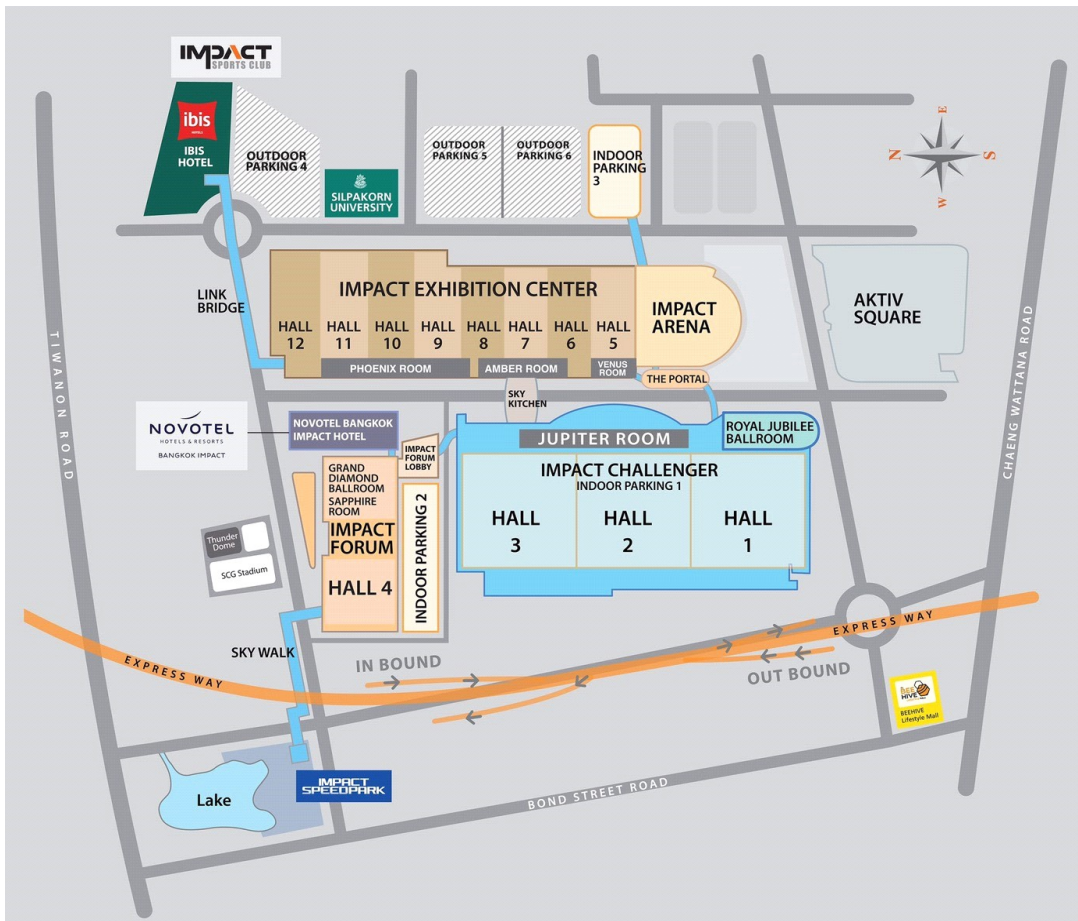 IMPACT
SPORTS CLUB
ibis
HOTEL
IBIS
HOTEL
OUTDOOR
PARKING 4
SILPAKORN
UNIVERSITY
OUTDOOR
PARKING 5
OUTDOOR
PARKING 6
INDOOR
PARKING
3
E
N
S
W
LINK
BRIDGE
IMPACT EXHIBITION CENTER
HALL
12
HALL
11
HALL
10
HALL
9
HALL
8
HALL
7
HALL
6
HALL
5
PHOENIX ROOM
AMBER ROOM
VENUS
ROOM
IMPACT
ARENA
THE PORTAL
AKTIV
SQUARE
TIWANON ROAD
CHAENG WATTANA ROAD
SKY
KITCHEN
NOVOTEL
HOTELS & RESORTS
BANGKOK IMPACT
NOVOTEL BANGKOK
IMPACT HOTEL
IMPACT
FORUM
LOBBY
JUPITER ROOM
ROYAL JUBILEE
BALLROOM
IMPACT CHALLENGER
INDOOR PARKING 1
HALL
3
HALL
2
HALL
1
GRAND
DIAMOND
BALLROOM
SAPPHIRE
ROOM
IMPACT
FORUM
HALL 4
INDOOR PARKING 2
Thunder
Dome
SCG Stadium
SKY WALK
EXPRESS WAY
IN BOUND
OUT BOUND
EXPRESS WAY
BEE
HIVE
BEEHIVE
Lifestyle Mall
Lake
IMPACT
SPEEDPARK
BOND STREET ROAD